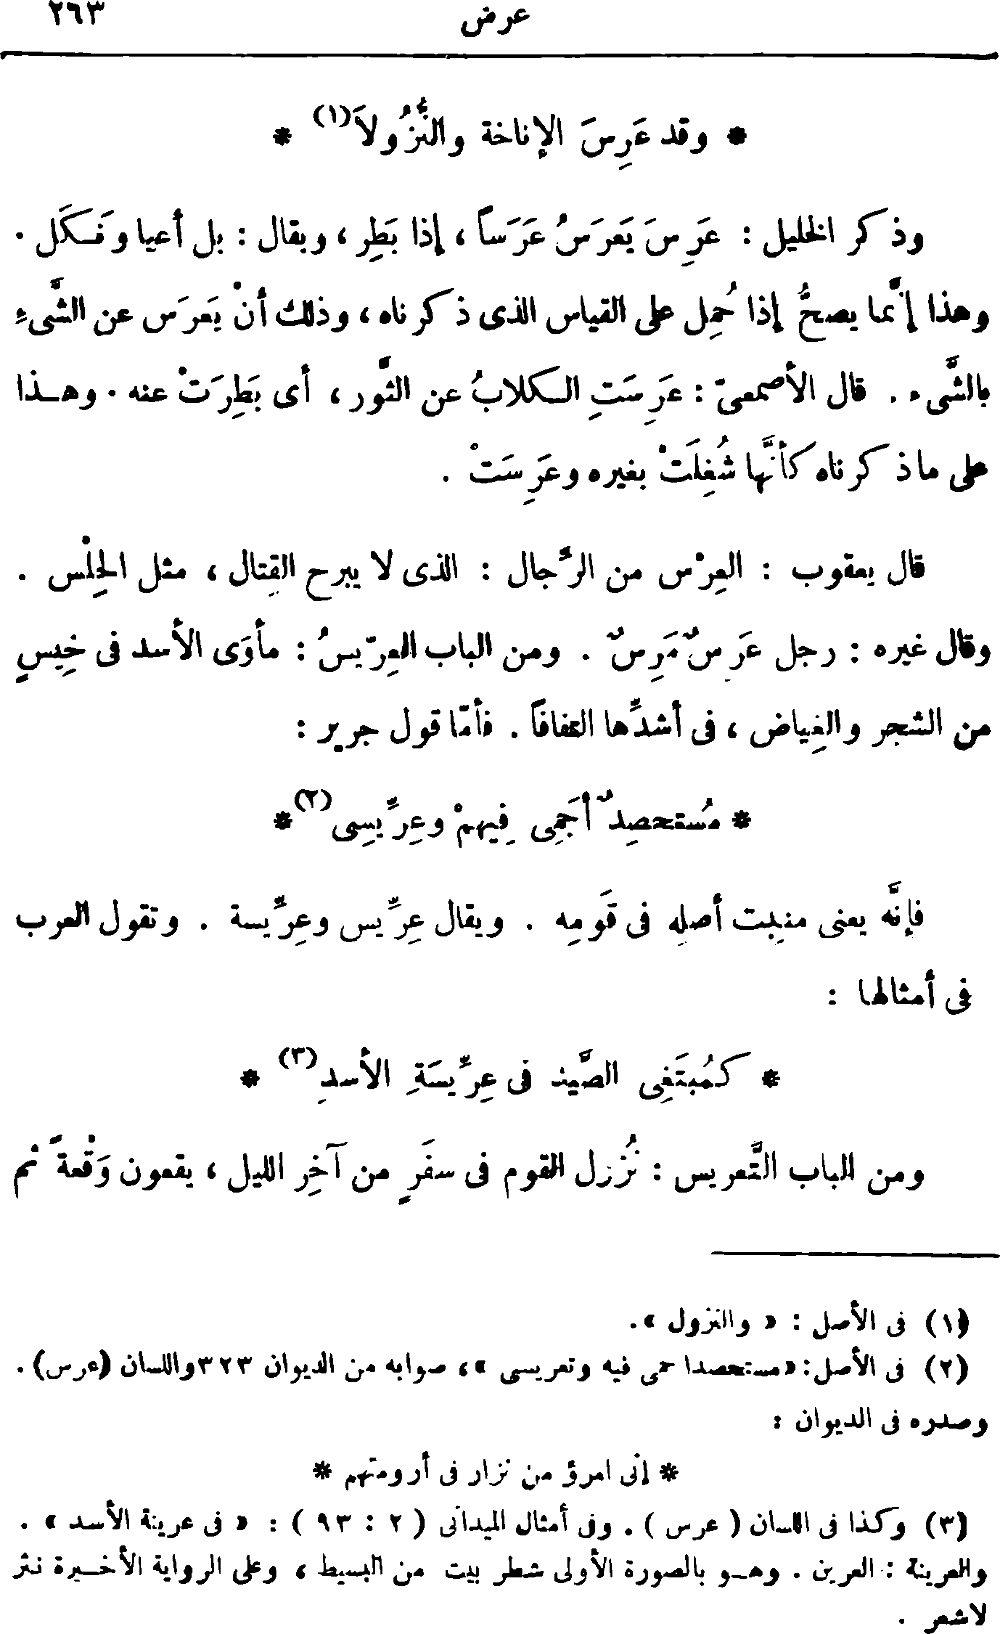 عرض ٢٦٣
* وقد عَرِسَ الإناخة والنُّزُولاَ(١) *
وذكر الخليل : عَرِسَ يَعرَسُ عَرَساً ، إذا بَطِر ، ويقال : بل أعيا ونَكَل .
وهذا إنَّما يصحُّ إذا حُمِل على القياس الذى ذكرناه ، وذلك أنْ يَعرَس عن الشَّىءِ
بالشَّىء . قال الأصمعىّ : عَرِسَتِ الكلابُ عن الثَّور ، أى بَطِرَتْ عنه . وهذا
على ماذكرناه كأنَّها شُغِلَتْ بغيره وعَرِسَتْ .
قال يعقوب : العِرْس من الرِّجال : الذى لا يبرح القِتال ، مثل الحِلْس .
وقال غيره : رجل عَرِسٌ مَرِسٌ . ومن الباب العِرّيسُ : مأوَى الأسد فى خِيسٍ
من الشجر والغِياض ، فى أشدِّها التفافاً . فأمّا قول جرير :
* مُستحصِدٌ أجَمِى فِيهمْ وعِرِّيسِى(٢) *
فإنَّه يعنى منبِت أصلِه فى قَومِه . ويقال عِرِّيس وعِرِّيسة . وتقول العرب
فى أمثالها :
* كمُبتَغِى الصَّيد فى عِرِّيسَةِ الأسدِ(٣) *
ومن الباب التَّعريس : نُزول القوم فى سفَرٍ من آخِر الليل ، يقعون وَقْعةً ثم
(١) فى الأصل : « والنزول ».
(٢) فى الأصل : «مستحصدا حمى فيه وتعريسى »، صوابه من الديوان ٣٢٣ واللسان (عرس) .
وصدره فى الديوان :
* إنى امرؤ من نزار فى أرومتهم *
(٣) وكذا فى اللسان ( عرس ) . وفى أمثال الميدانى ( ٢ : ٩٣ ) : « فى عرينة الأسد » .
والعرينة : العرين . وهو بالصورة الأولى شطر بيت من البسيط ، وعلى الرواية الأخيرة نثر
لاشعر .